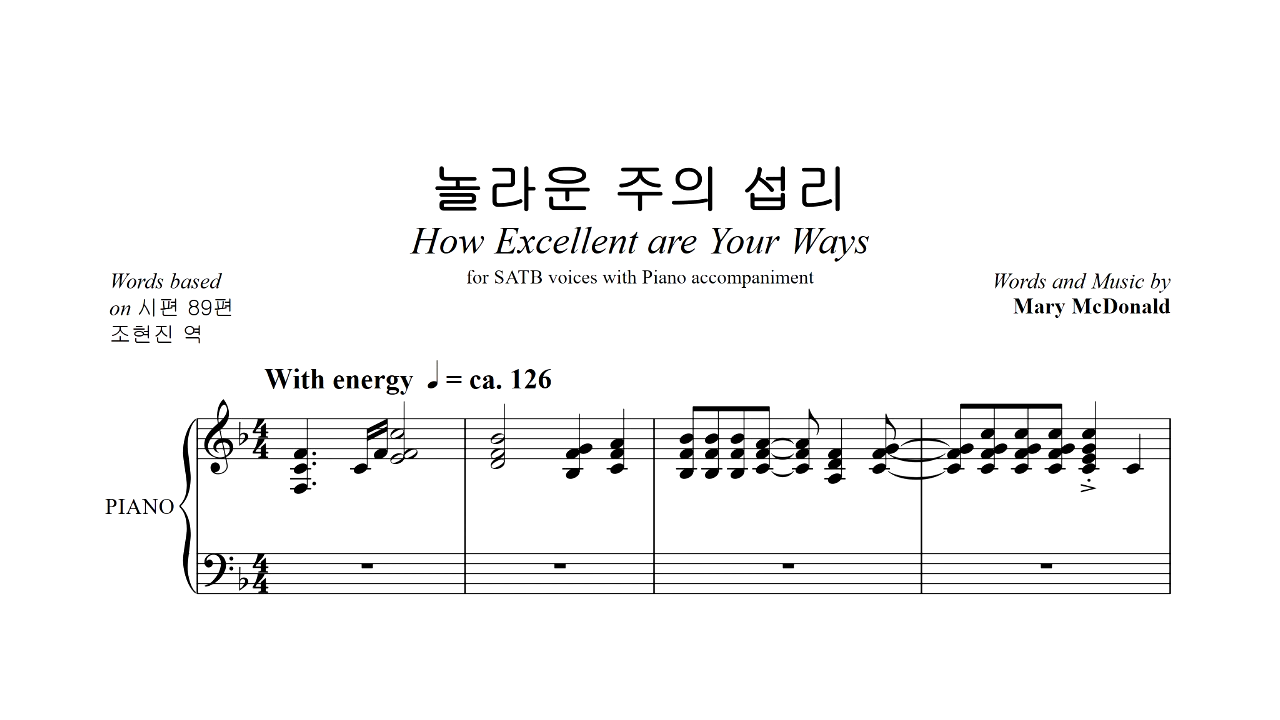 놀라운 주의 섭리
How Excellent are Your Ways
for SATB voices with Piano accompaniment
Words based
on 시편 89편
조현진 역
Words and Music by
Mary McDonald
With energy ♩ = ca. 126
PIANO